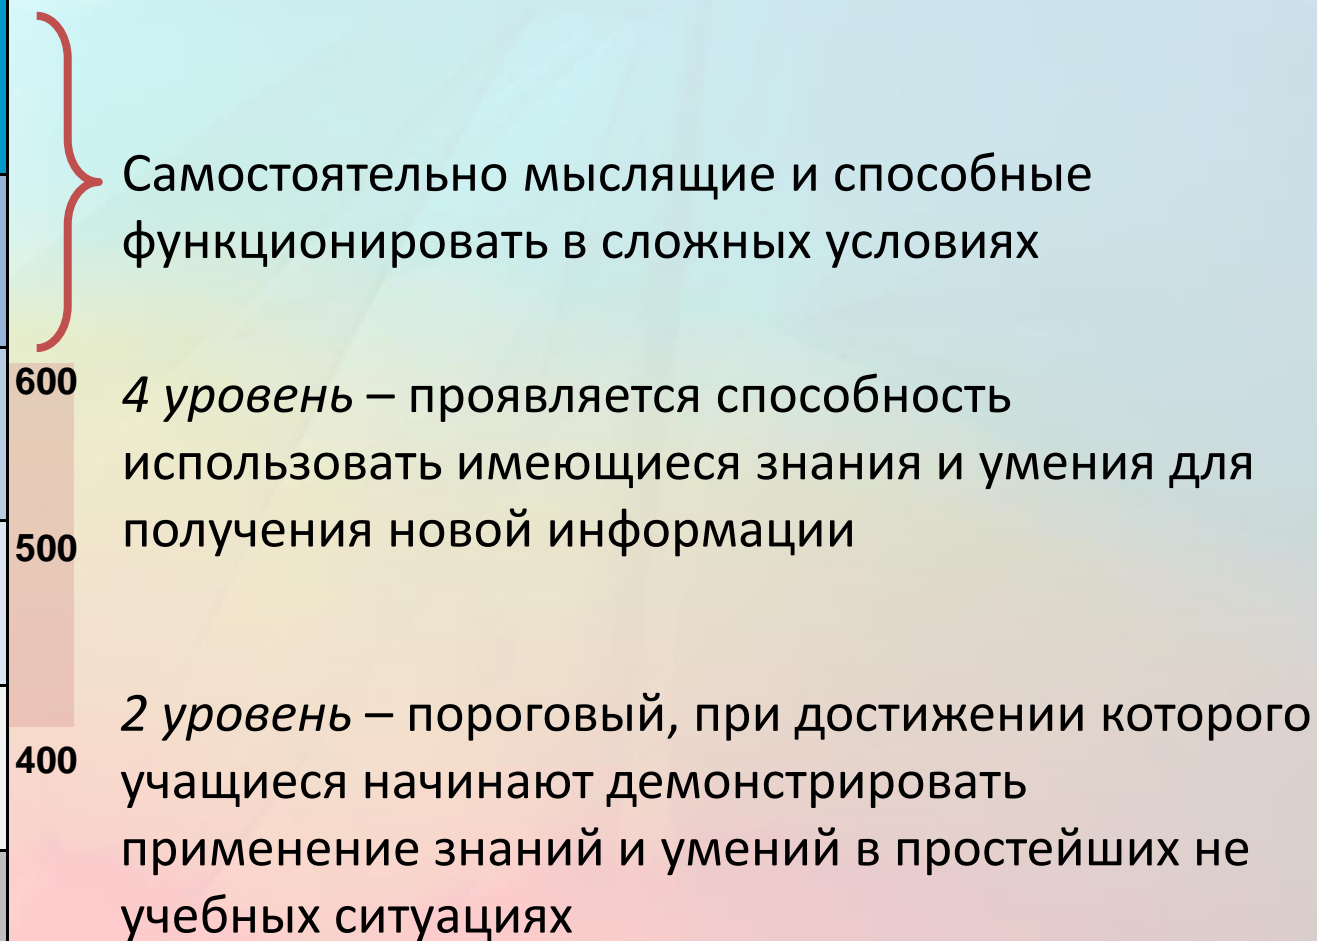 Самостоятельно мыслящие и способные
функционировать в сложных условиях
600
4 уровень – проявляется способность
использовать имеющиеся знания и умения для
500
получения новой информации
2 уровень – пороговый, при достижении которого
400
учащиеся начинают демонстрировать
применение знаний и умений в простейших не
учебных ситуациях